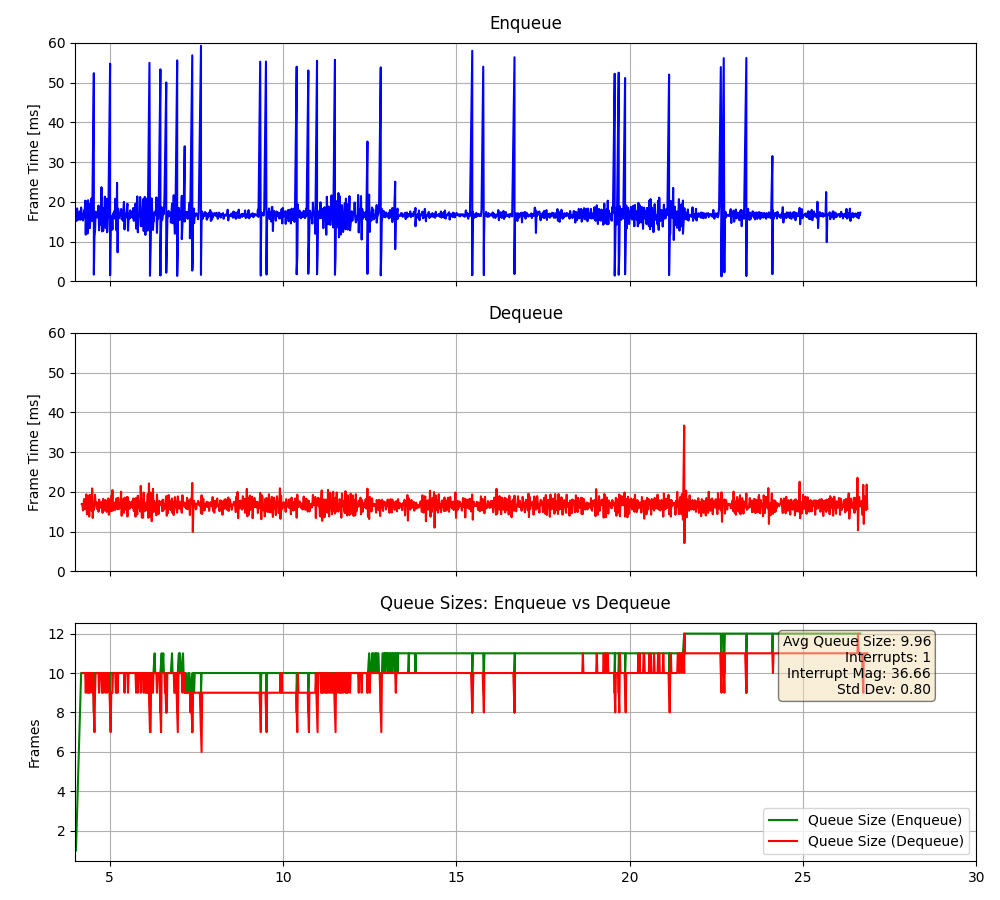 Enqueue
Frame Time [ms]
60
50
40
30
20
10
0
Dequeue
Frame Time [ms]
60
50
40
30
20
10
0
Queue Sizes: Enqueue vs Dequeue
Frames
12
10
8
6
4
2
Avg Queue Size: 9.96
Interrupts: 1
Interrupt Mag: 36.66
Std Dev: 0.80
Queue Size (Enqueue)
Queue Size (Dequeue)
5 10 15 20 25 30